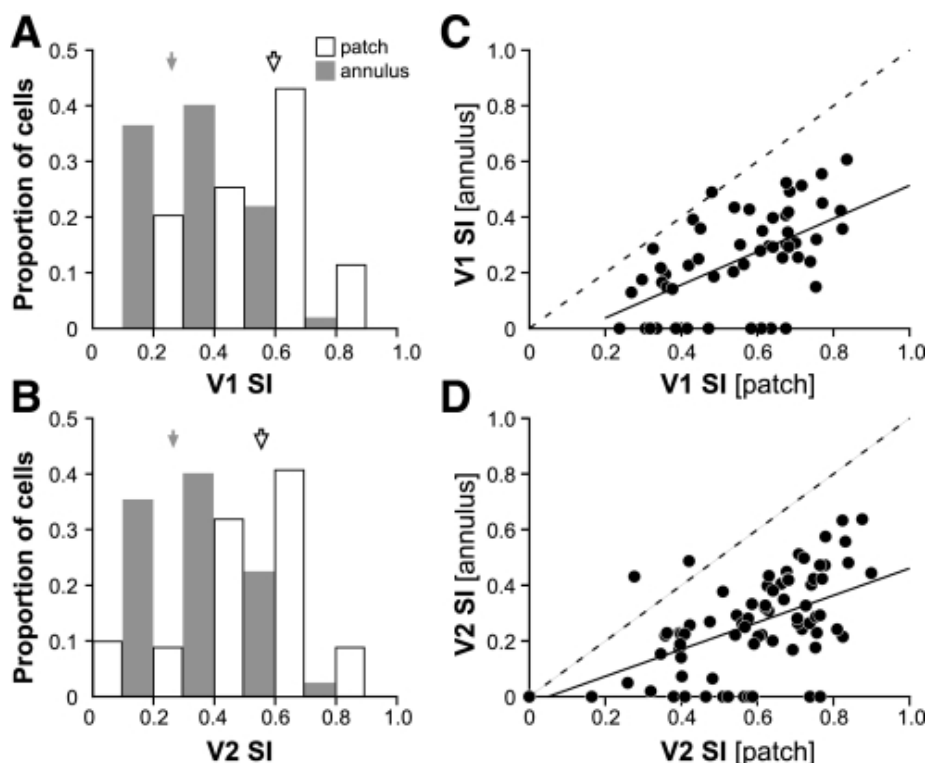 A
0.5
0.4
0.3
0.2
0.1
0
Proportion of cells
patch
annulus
0 0.2 0.4 0.6 0.8 1.0
V1 SI
C
1.0
0.8
0.6
0.4
0.2
0
V1 SI [annulus]
0 0.2 0.4 0.6 0.8 1.0
V1 SI [patch]
B
0.5
0.4
0.3
0.2
0.1
0
Proportion of cells
0 0.2 0.4 0.6 0.8 1.0
V2 SI
D
1.0
0.8
0.6
0.4
0.2
0
V2 SI [annulus]
0 0.2 0.4 0.6 0.8 1.0
V2 SI [patch]